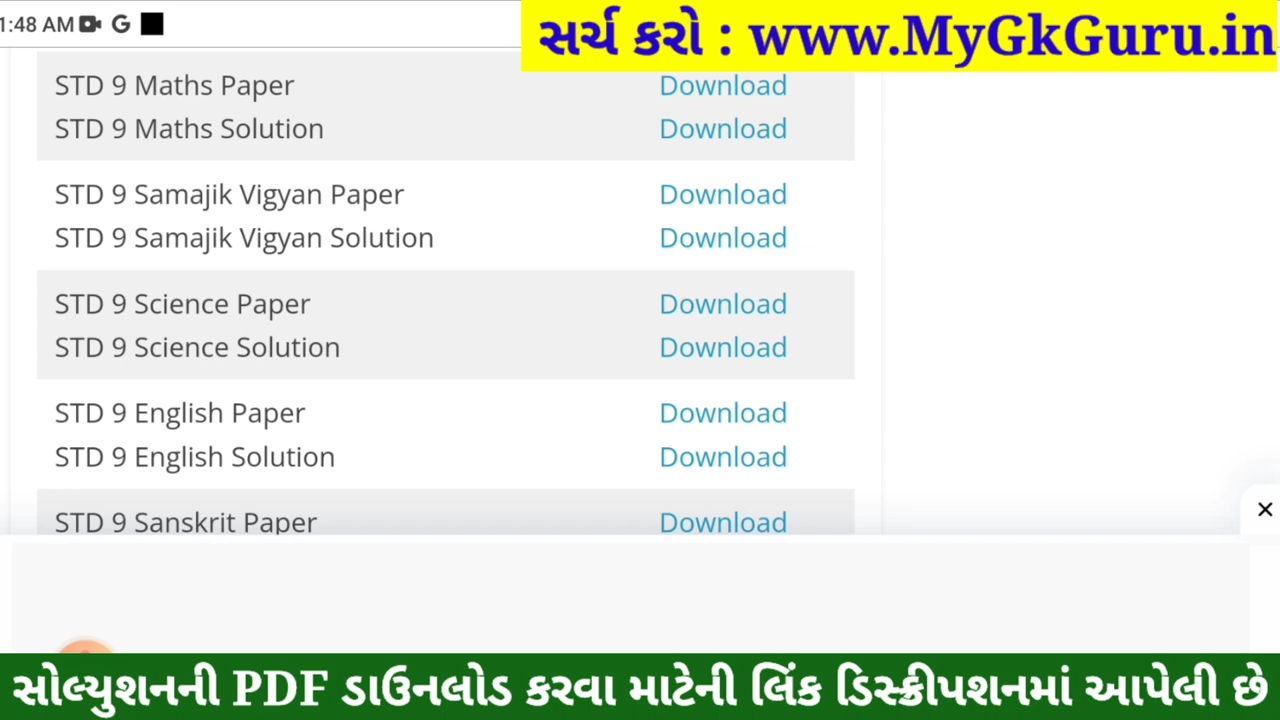 1:48 AM
સર્ચ કરો : www.MyGkGuru.in
STD 9 Maths Paper Download
STD 9 Maths Solution Download
STD 9 Samajik Vigyan Paper Download
STD 9 Samajik Vigyan Solution Download
STD 9 Science Paper Download
STD 9 Science Solution Download
STD 9 English Paper Download
STD 9 English Solution Download
STD 9 Sanskrit Paper Download
સોલ્યુશનની PDF ડાઉનલોડ કરવા માટેની લિંક ડિસ્ક્રીપશનમાં આપેલી છે